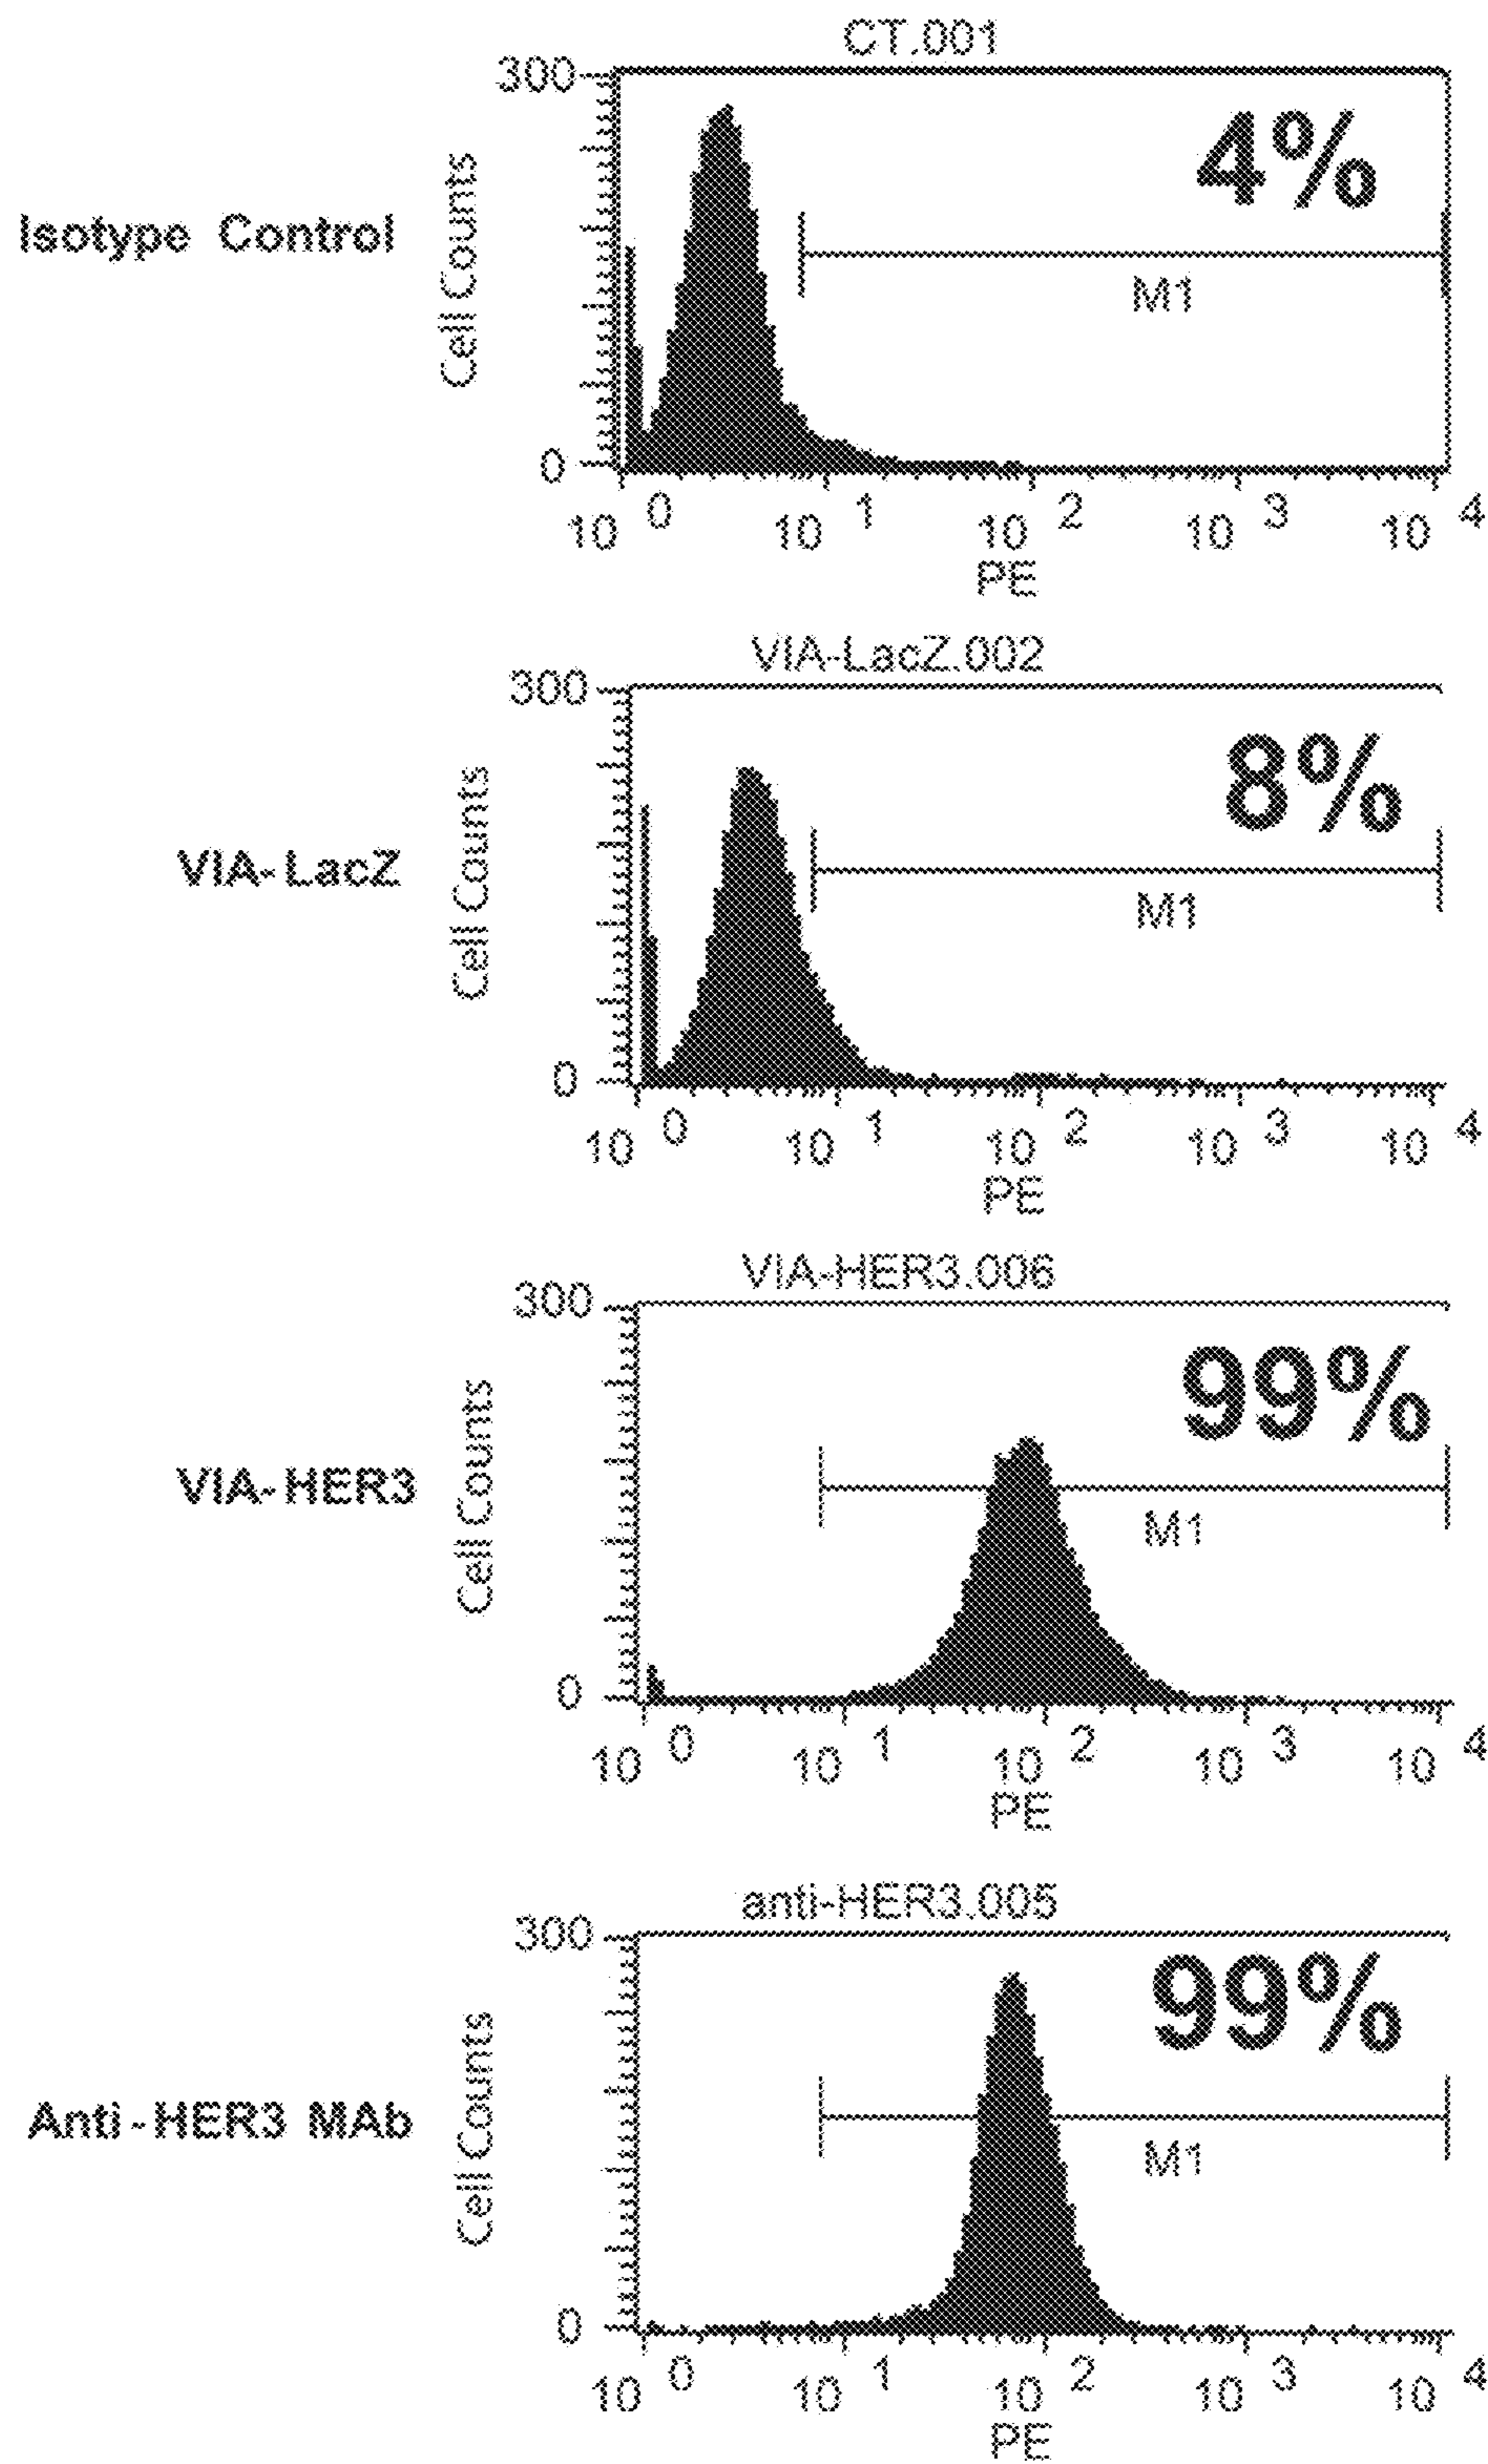 CT.001
300
4%
Isotype Control
Cell Counts
M1
0
10 0 10 1 10 2 10 3 10 4
PE
VIA-LacZ.002
300
8%
VIA-LacZ
Cell Counts
M1
0
10 0 10 1 10 2 10 3 10 4
PE
VIA-HER3.006
300
99%
VIA-HER3
Cell Counts
M1
0
10 0 10 1 10 2 10 3 10 4
PE
anti-HER3.005
300
99%
Anti-HER3 MAb
Cell Counts
M1
0
10 0 10 1 10 2 10 3 10 4
PE